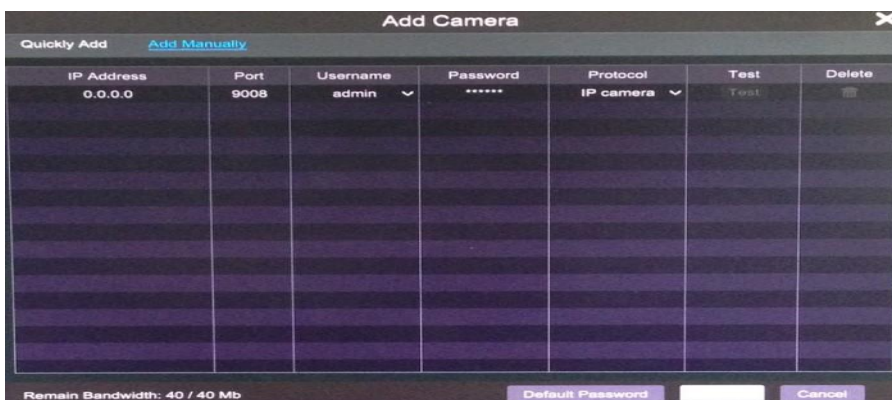 Add Camera
Quickly Add Add Manually
IP Address Port Username Password Protocol Test Delete
0.0.0.0 9008 admin ****** IP camera Test
Remain Bandwidth: 40 / 40 Mb Default Password Cancel